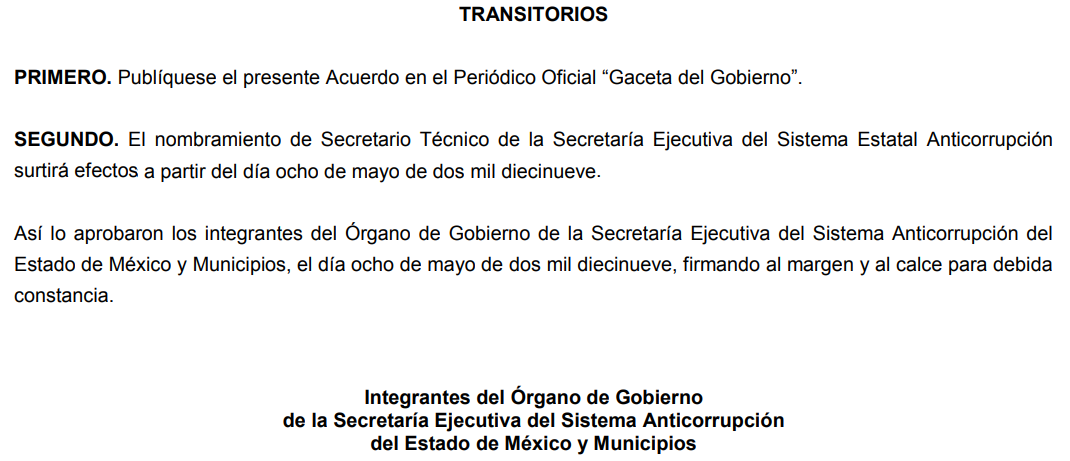 TRANSITORIOS
PRIMERO. Publíquese el presente Acuerdo en el Periódico Oficial “Gaceta del Gobierno”.
SEGUNDO. El nombramiento de Secretario Técnico de la Secretaría Ejecutiva del Sistema Estatal Anticorrupción
surtirá efectos a partir del día ocho de mayo de dos mil diecinueve.
Así lo aprobaron los integrantes del Órgano de Gobierno de la Secretaría Ejecutiva del Sistema Anticorrupción del
Estado de México y Municipios, el día ocho de mayo de dos mil diecinueve, firmando al margen y al calce para debida
constancia.
Integrantes del Órgano de Gobierno
de la Secretaría Ejecutiva del Sistema Anticorrupción
del Estado de México y Municipios